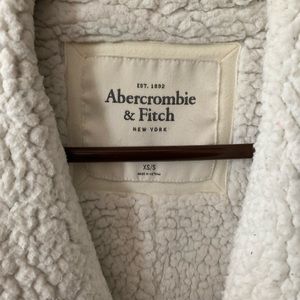 EST. 1892
Abercrombie
& Fitch
NEW YORK
XS/S